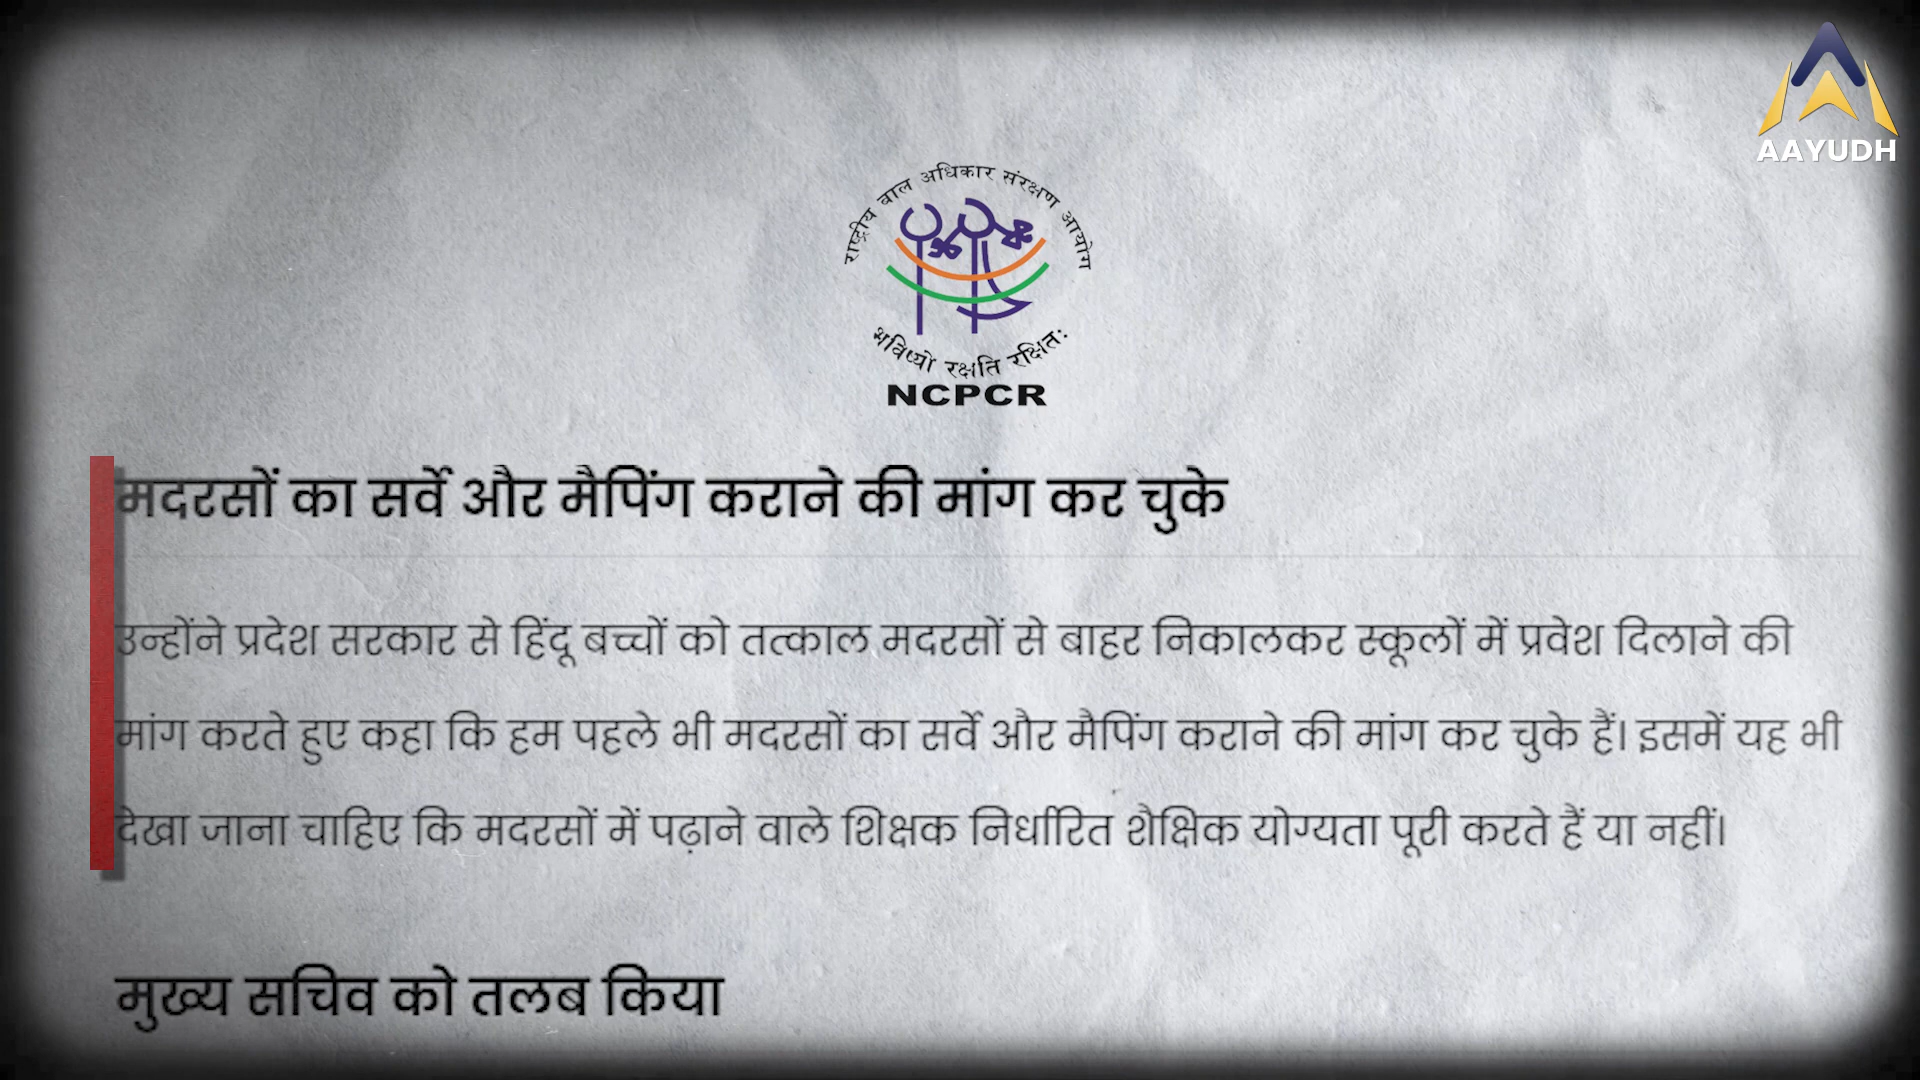 AAYUDH
राष्ट्रीय बाल अधिकार संरक्षण आयोग
भविष्यो रक्षति रक्षित:
NCPCR
मदरसों का सर्वे और मैपिंग कराने की मांग कर चुके
उन्होंने प्रदेश सरकार से हिंदू बच्चों को तत्काल मदरसों से बाहर निकालकर स्कूलों में प्रवेश दिलाने की
मांग करते हुए कहा कि हम पहले भी मदरसों का सर्वे और मैपिंग कराने की मांग कर चुके हैं। इसमें यह भी
देखा जाना चाहिए कि मदरसों में पढ़ाने वाले शिक्षक निर्धारित शैक्षिक योग्यता पूरी करते हैं या नहीं।
मुख्य सचिव को तलब किया